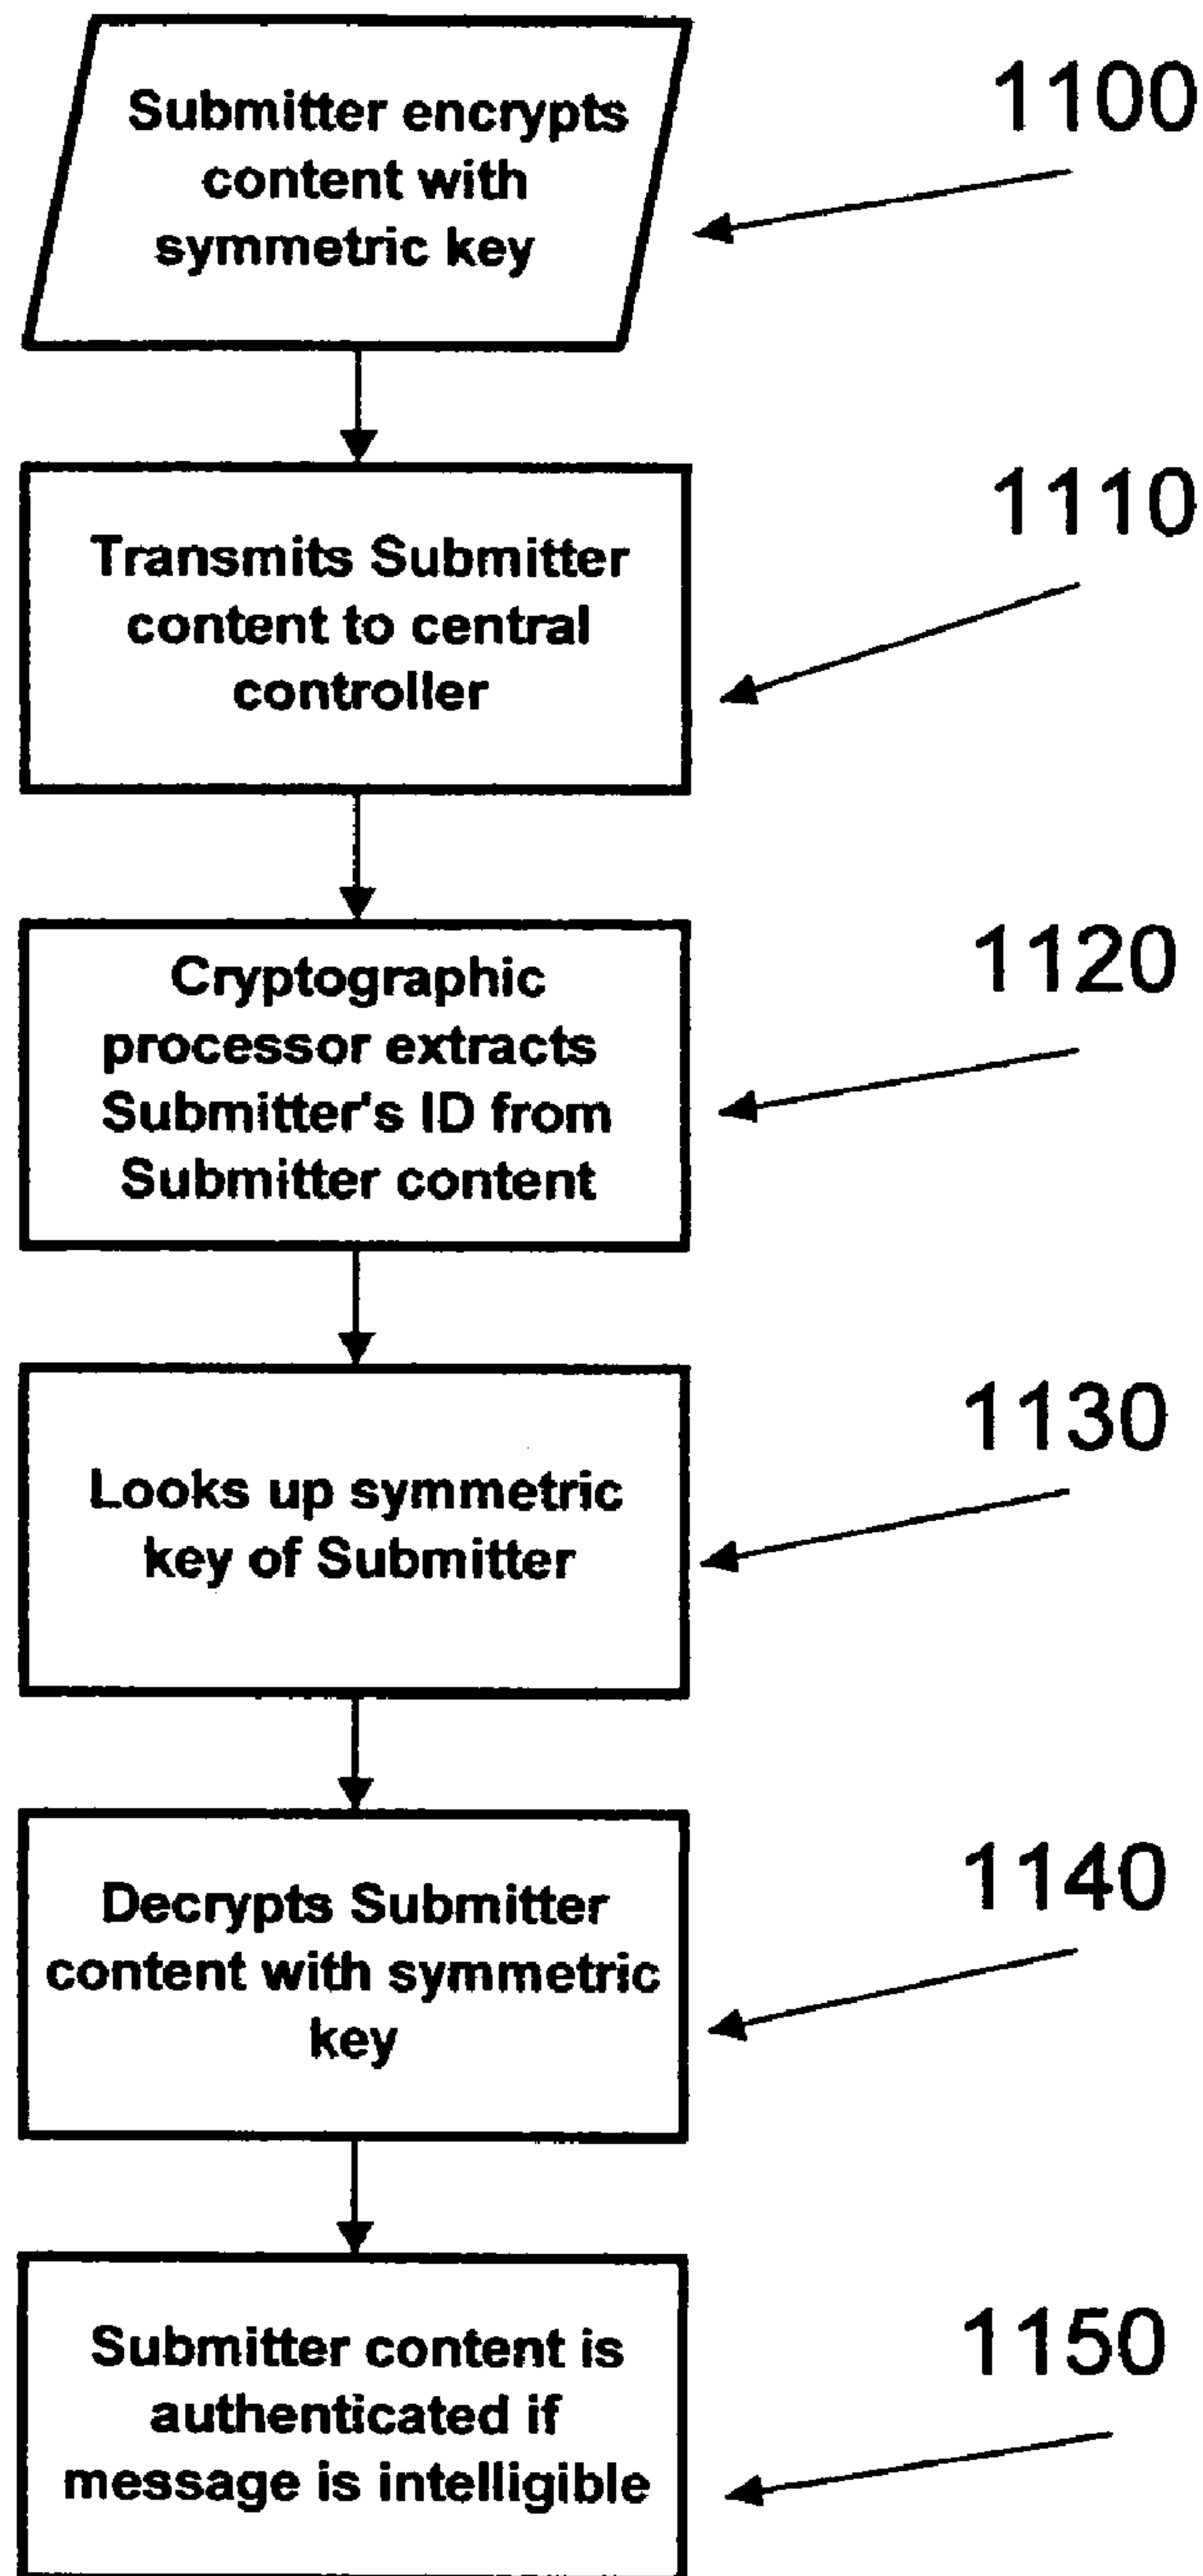 Submitter encrypts
content with
symmetric key
1100
Transmits Submitter
content to central
controller
1110
Cryptographic
processor extracts
Submitter's ID from
Submitter content
1120
Looks up symmetric
key of Submitter
1130
Decrypts Submitter
content with symmetric
key
1140
Submitter content is
authenticated if
message is intelligible
1150